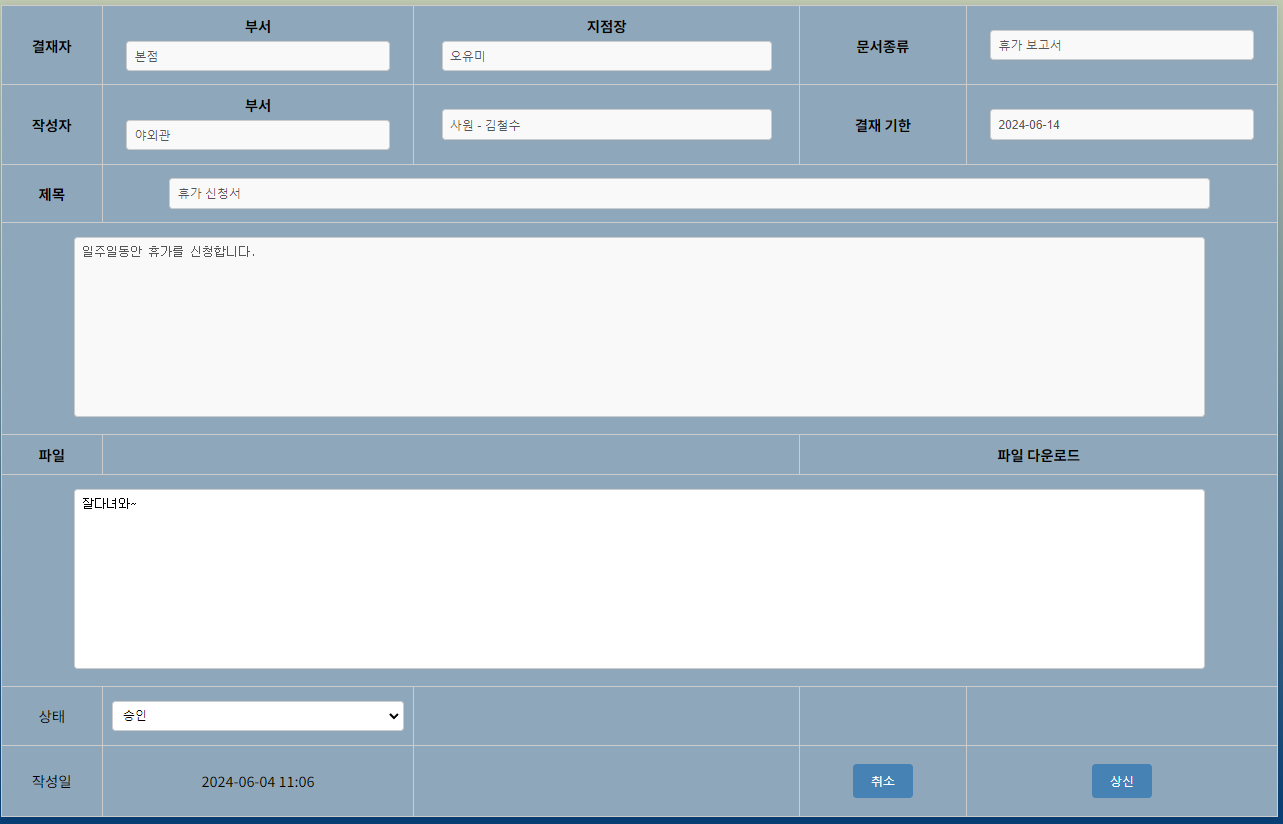 결재자 부서 지점장 문서종류 휴가 보고서
본점 오유미
작성자 부서 사원 - 김철수 결재 기한 2024-06-14
야외관
제목 휴가 신청서
일주일동안 휴가를 신청합니다.
파일 파일 다운로드
잘다녀와~
상태 승인
작성일 2024-06-04 11:06 취소 상신